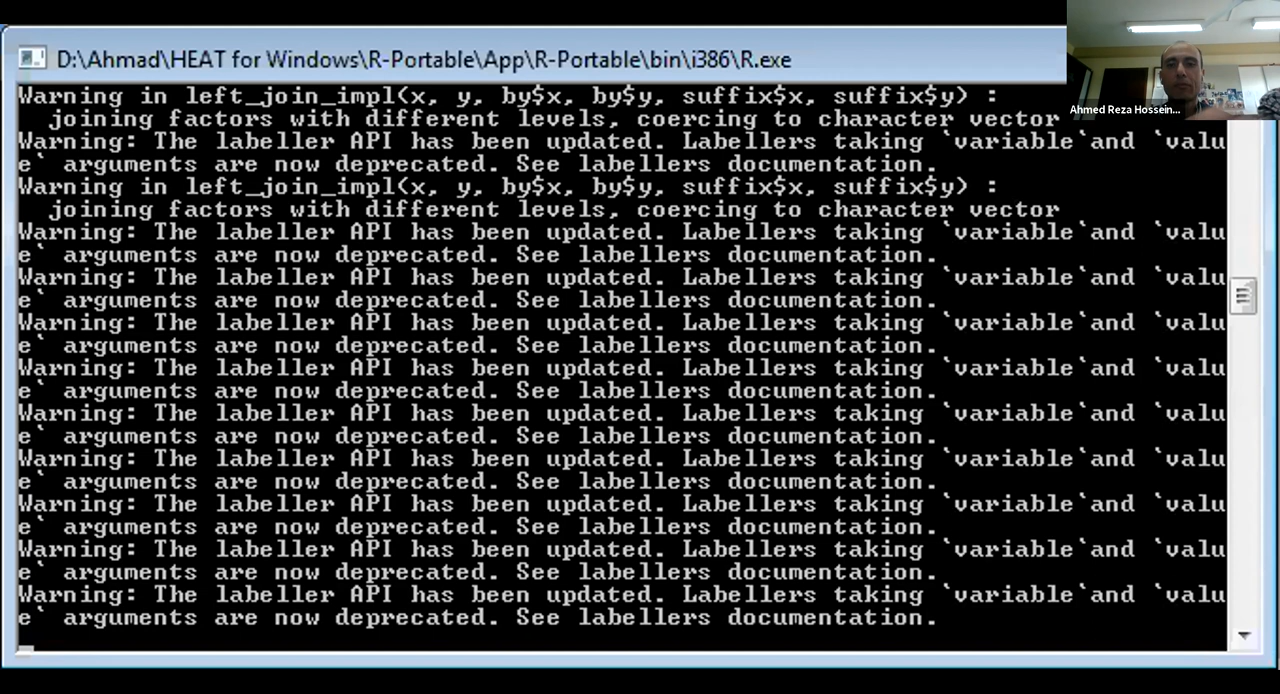 D:\Ahmad\HEAT for Windows\R-Portable\App\R-Portable\bin\i386\R.exe
Ahmed Reza Hossein...
Warning in left_join_impl(x, y, by$x, by$y, suffix$x, suffix$y) :
  joining factors with different levels, coercing to character vector
Warning: The labeller API has been updated. Labellers taking `variable`and `valu
e` arguments are now deprecated. See labellers documentation.
Warning in left_join_impl(x, y, by$x, by$y, suffix$x, suffix$y) :
  joining factors with different levels, coercing to character vector
Warning: The labeller API has been updated. Labellers taking `variable`and `valu
e` arguments are now deprecated. See labellers documentation.
Warning: The labeller API has been updated. Labellers taking `variable`and `valu
e` arguments are now deprecated. See labellers documentation.
Warning: The labeller API has been updated. Labellers taking `variable`and `valu
e` arguments are now deprecated. See labellers documentation.
Warning: The labeller API has been updated. Labellers taking `variable`and `valu
e` arguments are now deprecated. See labellers documentation.
Warning: The labeller API has been updated. Labellers taking `variable`and `valu
e` arguments are now deprecated. See labellers documentation.
Warning: The labeller API has been updated. Labellers taking `variable`and `valu
e` arguments are now deprecated. See labellers documentation.
Warning: The labeller API has been updated. Labellers taking `variable`and `valu
e` arguments are now deprecated. See labellers documentation.
Warning: The labeller API has been updated. Labellers taking `variable`and `valu
e` arguments are now deprecated. See labellers documentation.
Warning: The labeller API has been updated. Labellers taking `variable`and `valu
e` arguments are now deprecated. See labellers documentation.